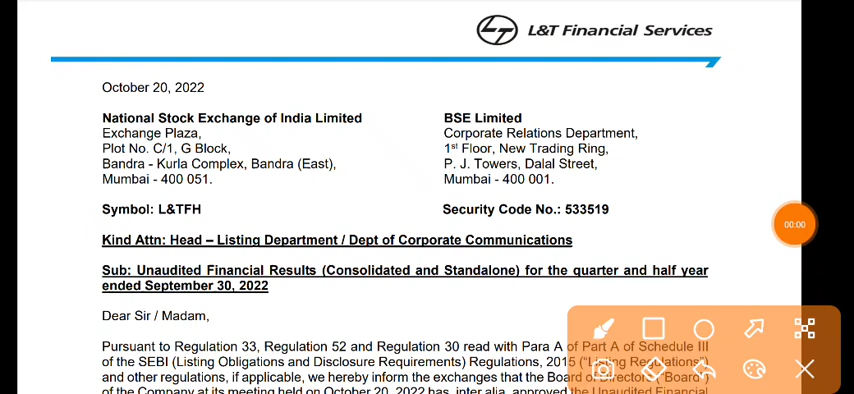 L&T Financial Services
October 20, 2022
National Stock Exchange of India Limited
Exchange Plaza,
Plot No. C/1, G Block,
Bandra - Kurla Complex, Bandra (East),
Mumbai - 400 051.
BSE Limited
Corporate Relations Department,
1st Floor, New Trading Ring,
P. J. Towers, Dalal Street,
Mumbai - 400 001.
Symbol: L&TFH
Security Code No.: 533519
00:00
Kind Attn: Head – Listing Department / Dept of Corporate Communications
Sub: Unaudited Financial Results (Consolidated and Standalone) for the quarter and half year
ended September 30, 2022
Dear Sir / Madam,
Pursuant to Regulation 33, Regulation 52 and Regulation 30 read with Para A of Part A of Schedule III
of the SEBI (Listing Obligations and Disclosure Requirements) Regulations, 2015 ("Listing Regulations")
and other regulations, if applicable, we hereby inform the exchanges that the Board of Directors ("Board")
of the Company at its meeting held on October 20, 2022 has, inter alia, approved the Unaudited Financial